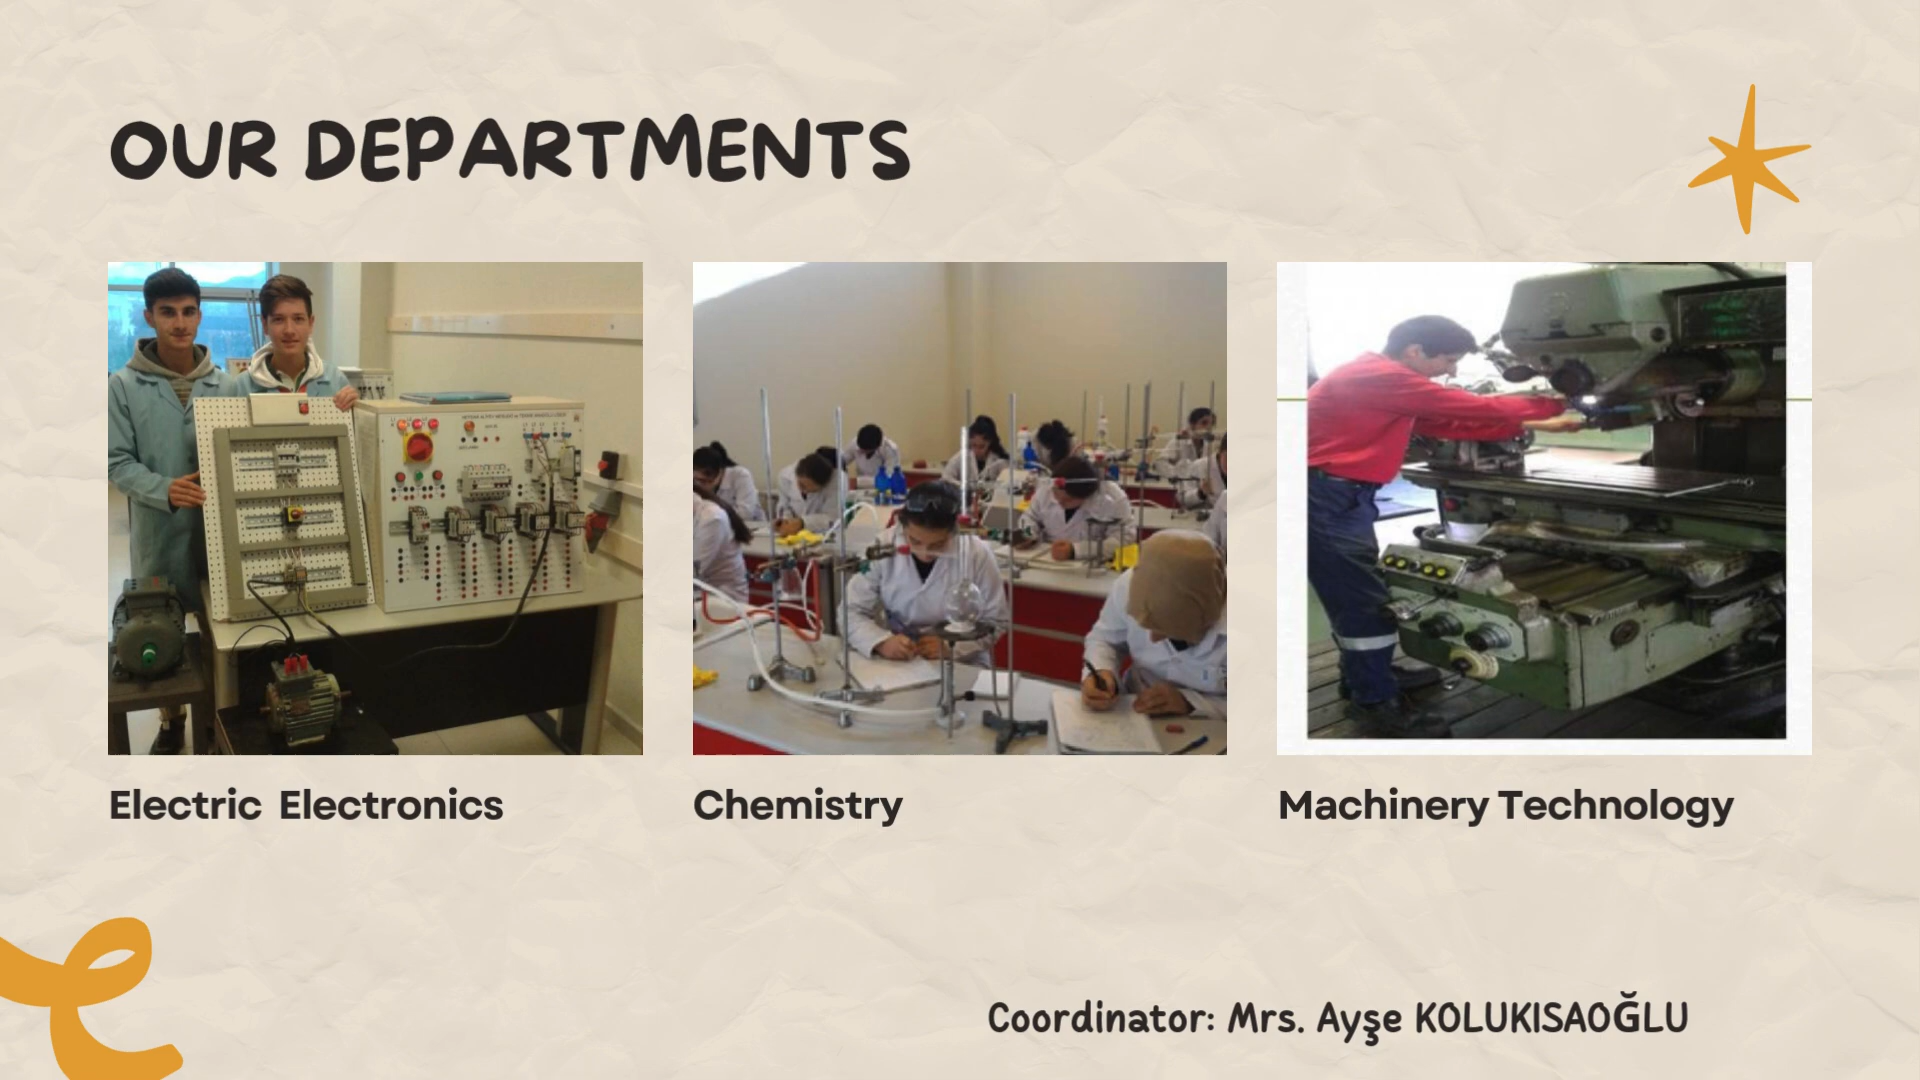 OUR DEPARTMENTS
Electric Electronics
Chemistry
Machinery Technology
Coordinator: Mrs. Ayşe KOLUKISAOĞLU